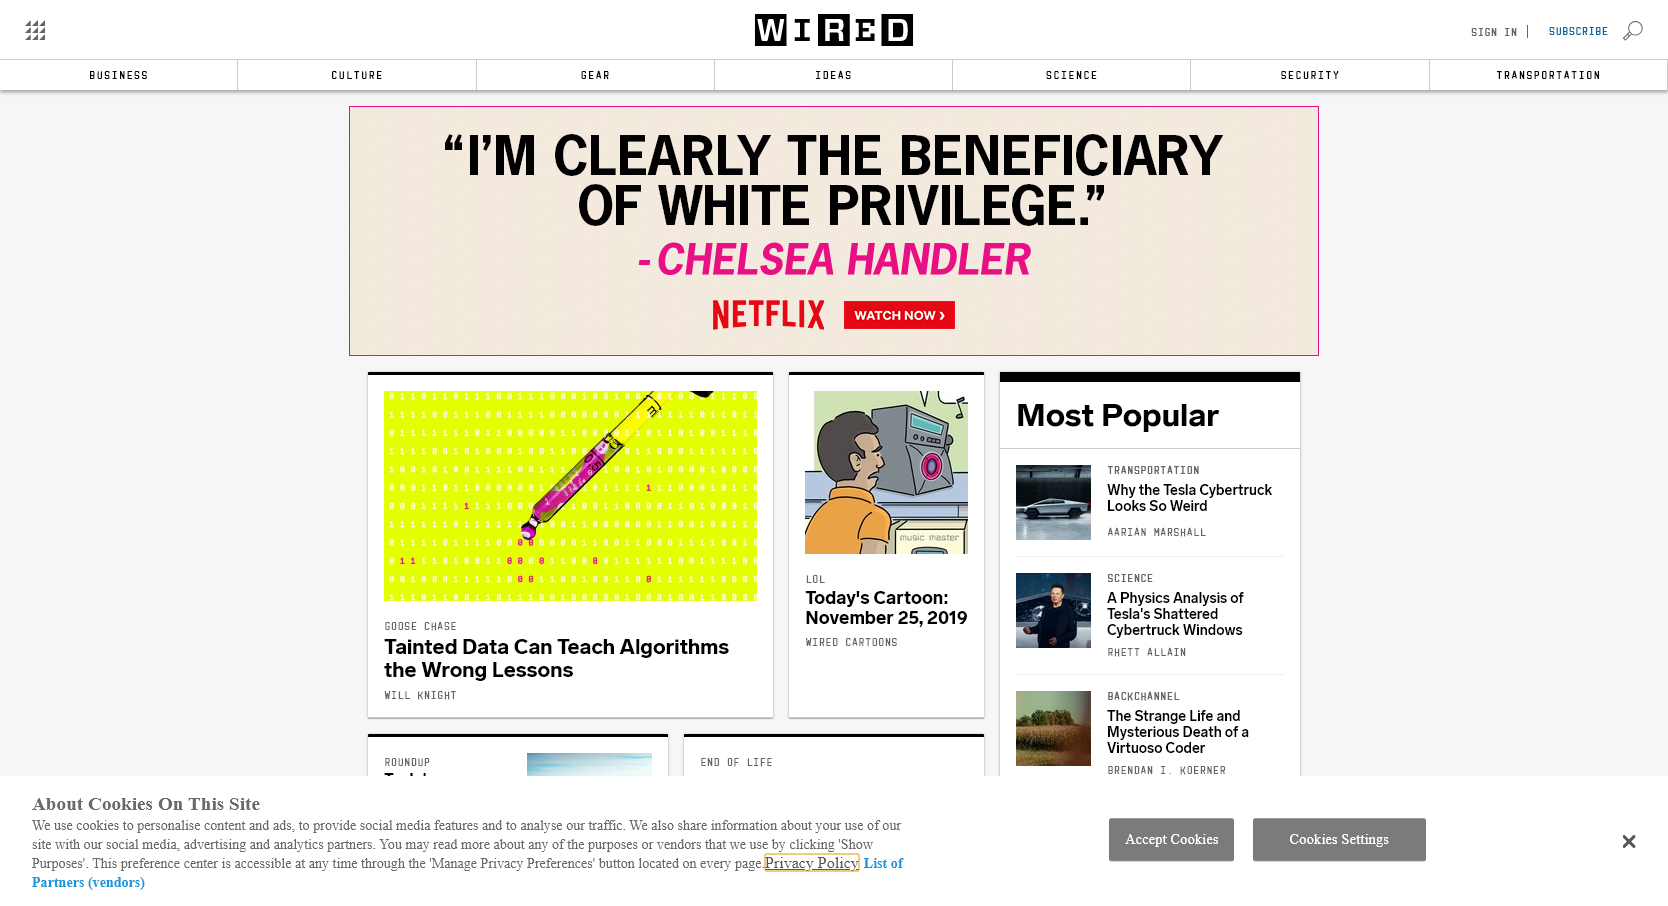 WIRED
SIGN IN
SUBSCRIBE
BUSINESS
CULTURE
GEAR
IDEAS
SCIENCE
SECURITY
TRANSPORTATION
“I’M CLEARLY THE BENEFICIARY
OF WHITE PRIVILEGE.”
- CHELSEA HANDLER
NETFLIX
WATCH NOW ›
GOOSE CHASE
Tainted Data Can Teach Algorithms
the Wrong Lessons
WILL KNIGHT
music master
LOL
Today's Cartoon:
November 25, 2019
WIRED CARTOONS
Most Popular
TRANSPORTATION
Why the Tesla Cybertruck
Looks So Weird
AARIAN MARSHALL
SCIENCE
A Physics Analysis of
Tesla's Shattered
Cybertruck Windows
RHETT ALLAIN
BACKCHANNEL
The Strange Life and
Mysterious Death of a
Virtuoso Coder
BRENDAN I. KOERNER
ROUNDUP
END OF LIFE
About Cookies On This Site
We use cookies to personalise content and ads, to provide social media features and to analyse our traffic. We also share information about your use of our
site with our social media, advertising and analytics partners. You may read more about any of the purposes or vendors that we use by clicking 'Show
Purposes'. This preference center is accessible at any time through the 'Manage Privacy Preferences' button located on every page. Privacy Policy List of
Partners (vendors)
Accept Cookies
Cookies Settings